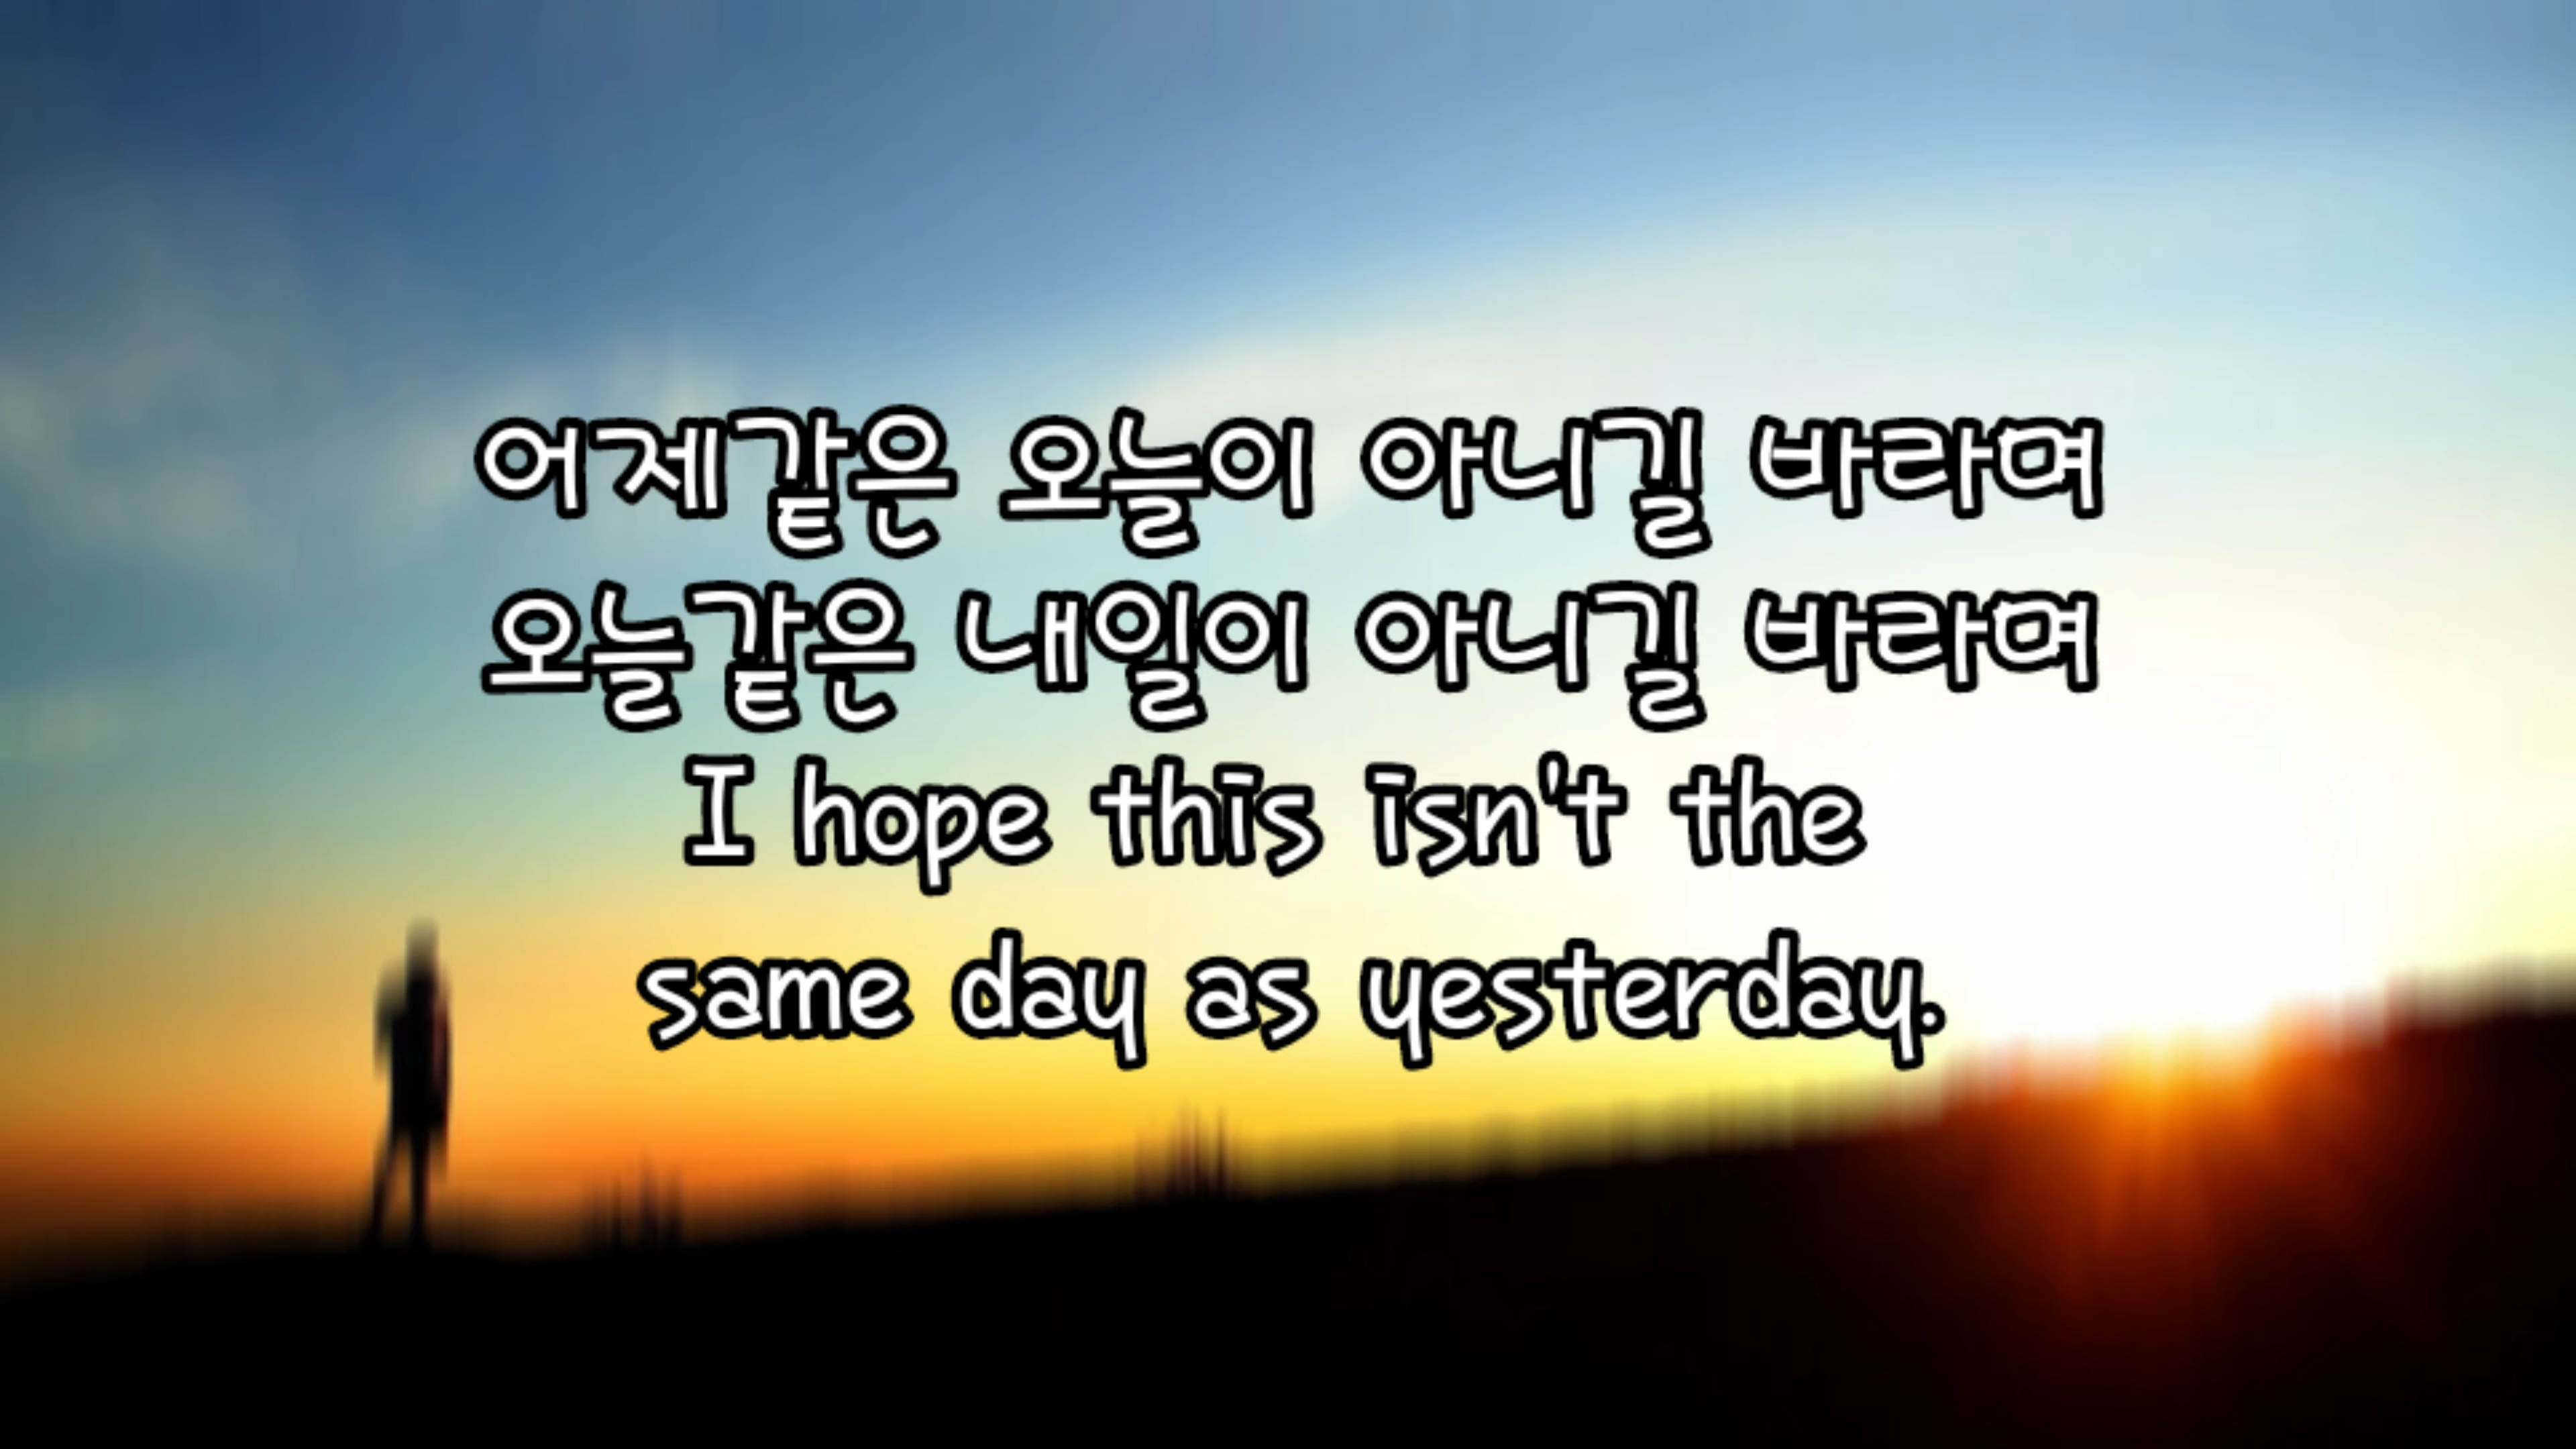 어제같은 오늘이 아니길 바라며
오늘같은 내일이 아니길 바라며
I hope this isn't the
same day as yesterday.